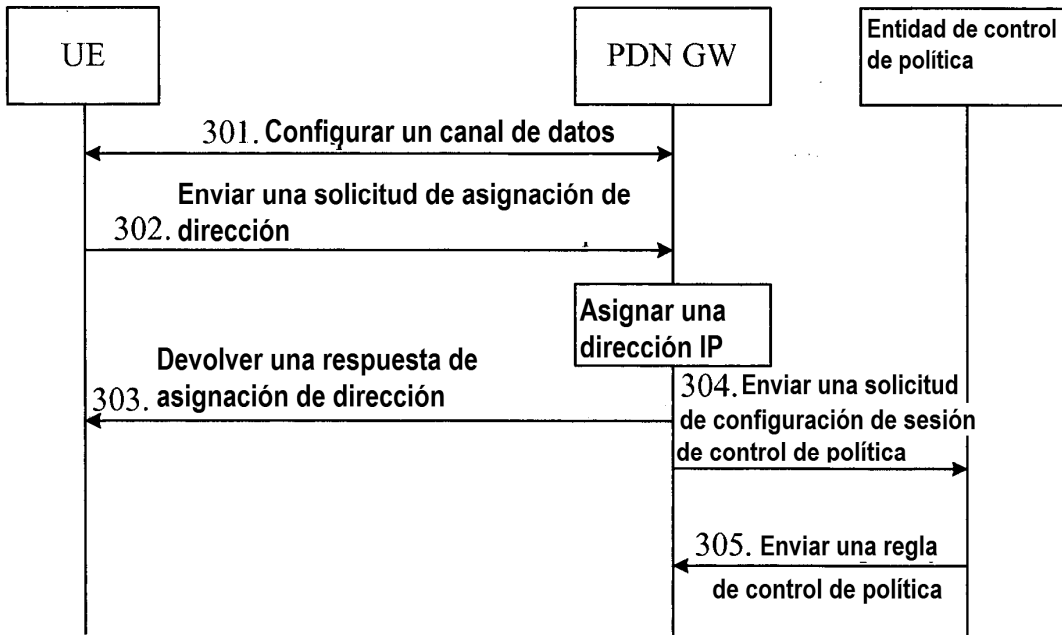 UE
PDN GW
Entidad de control
de política
301. Configurar un canal de datos
Enviar una solicitud de asignación de
302. dirección
Asignar una
dirección IP
Devolver una respuesta de
303. asignación de dirección
304. Enviar una solicitud
de configuración de sesión
de control de política
305. Enviar una regla
de control de política